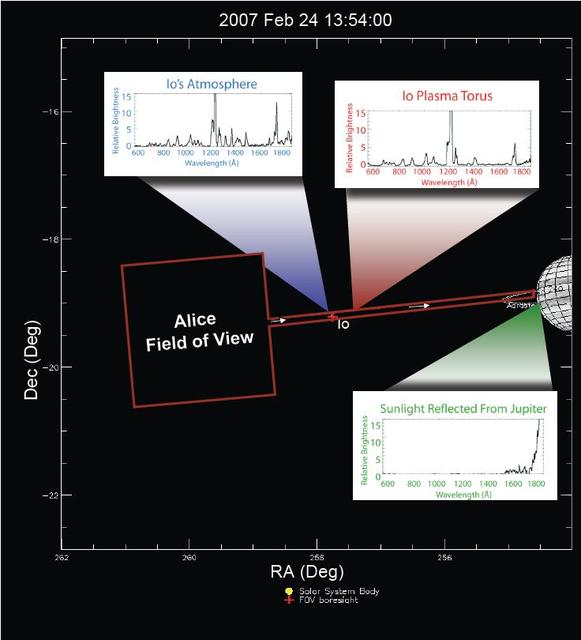 2007 Feb 24 13:54:00
Io's Atmosphere
Relative Brightness
15
10
5
0
600 800 1000 1200 1400 1600 1800
Wavelength (Å)
Io Plasma Torus
Relative Brightness
15
10
5
0
600 800 1000 1200 1400 1600 1800
Wavelength (Å)
Dec (Deg)
-16
-18
-20
-22
Alice
Field of View
Io
Sunlight Reflected From Jupiter
Relative Brightness
15
10
5
0
600 800 1000 1200 1400 1600 1800
Wavelength (Å)
262 260 258 256
RA (Deg)
Solar System Body
FOV boresight